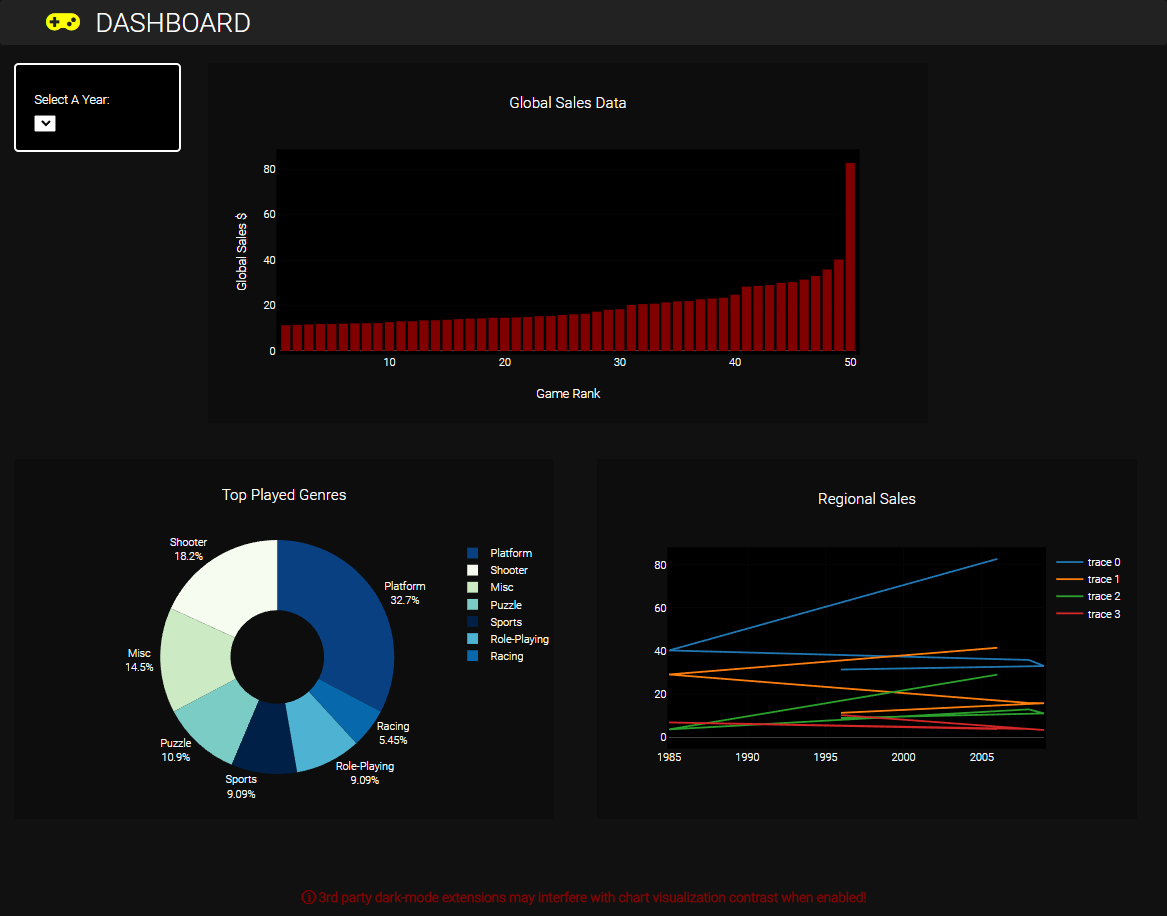 DASHBOARD
Select A Year:
Global Sales Data
80
60
40
20
0
Global Sales $
10 20 30 40 50
Game Rank
Top Played Genres
Shooter
18.2%
Platform
32.7%
Misc
14.5%
Puzzle
10.9%
Sports
9.09%
Role-Playing
9.09%
Racing
5.45%
Platform
Shooter
Misc
Puzzle
Sports
Role-Playing
Racing
Regional Sales
80
60
40
20
0
1985 1990 1995 2000 2005
trace 0
trace 1
trace 2
trace 3
3rd party dark-mode extensions may interfere with chart visualization contrast when enabled!